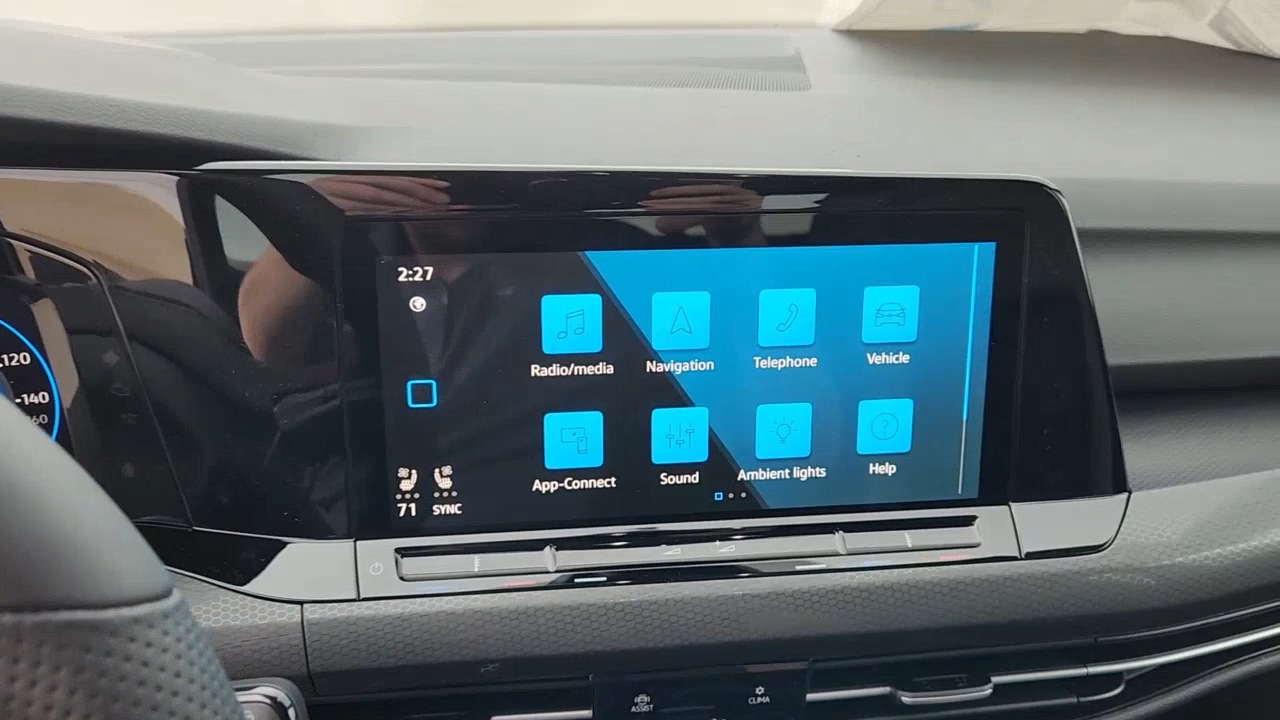 2:27
Radio/media
Navigation
Telephone
Vehicle
App-Connect
Sound
Ambient lights
Help
71
SYNC
120
140
60
ASSIST
CLIMA